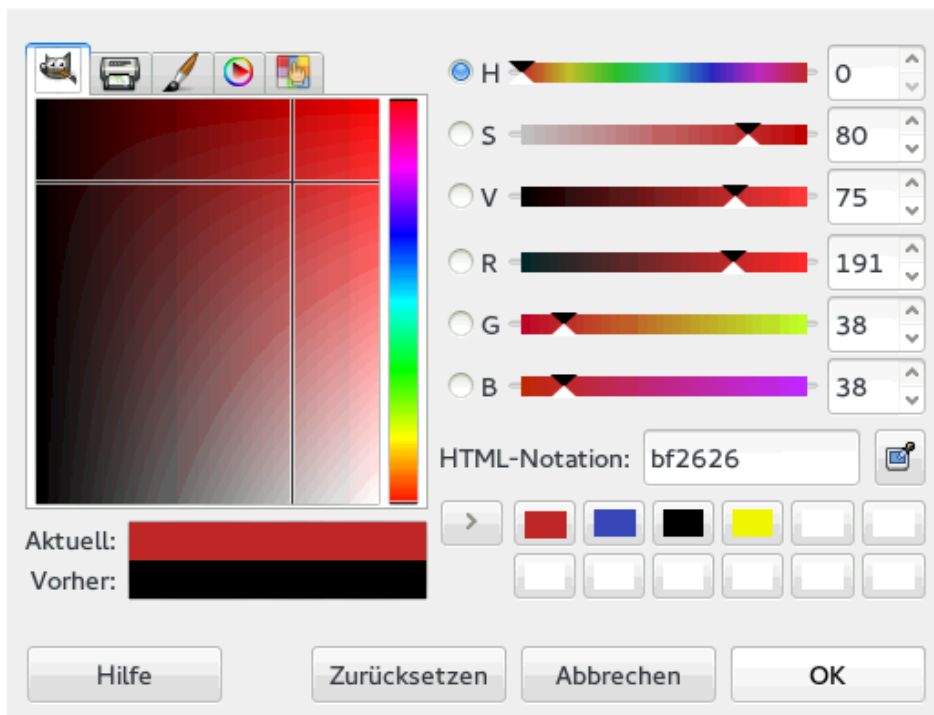 H 0
S 80
V 75
R 191
G 38
B 38
HTML-Notation: bf2626
Aktuell:
Vorher:
Hilfe Zurücksetzen Abbrechen OK